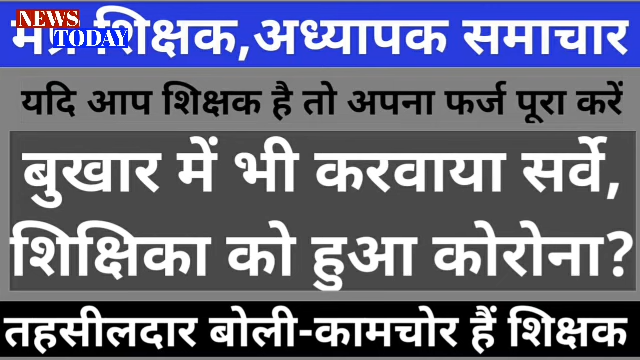 NEWS
TODAY
शिक्षक,अध्यापक समाचार
यदि आप शिक्षक है तो अपना फर्ज पूरा करें
बुखार में भी करवाया सर्वे,
शिक्षिका को हुआ कोरोना?
तहसीलदार बोली-कामचोर हैं शिक्षक